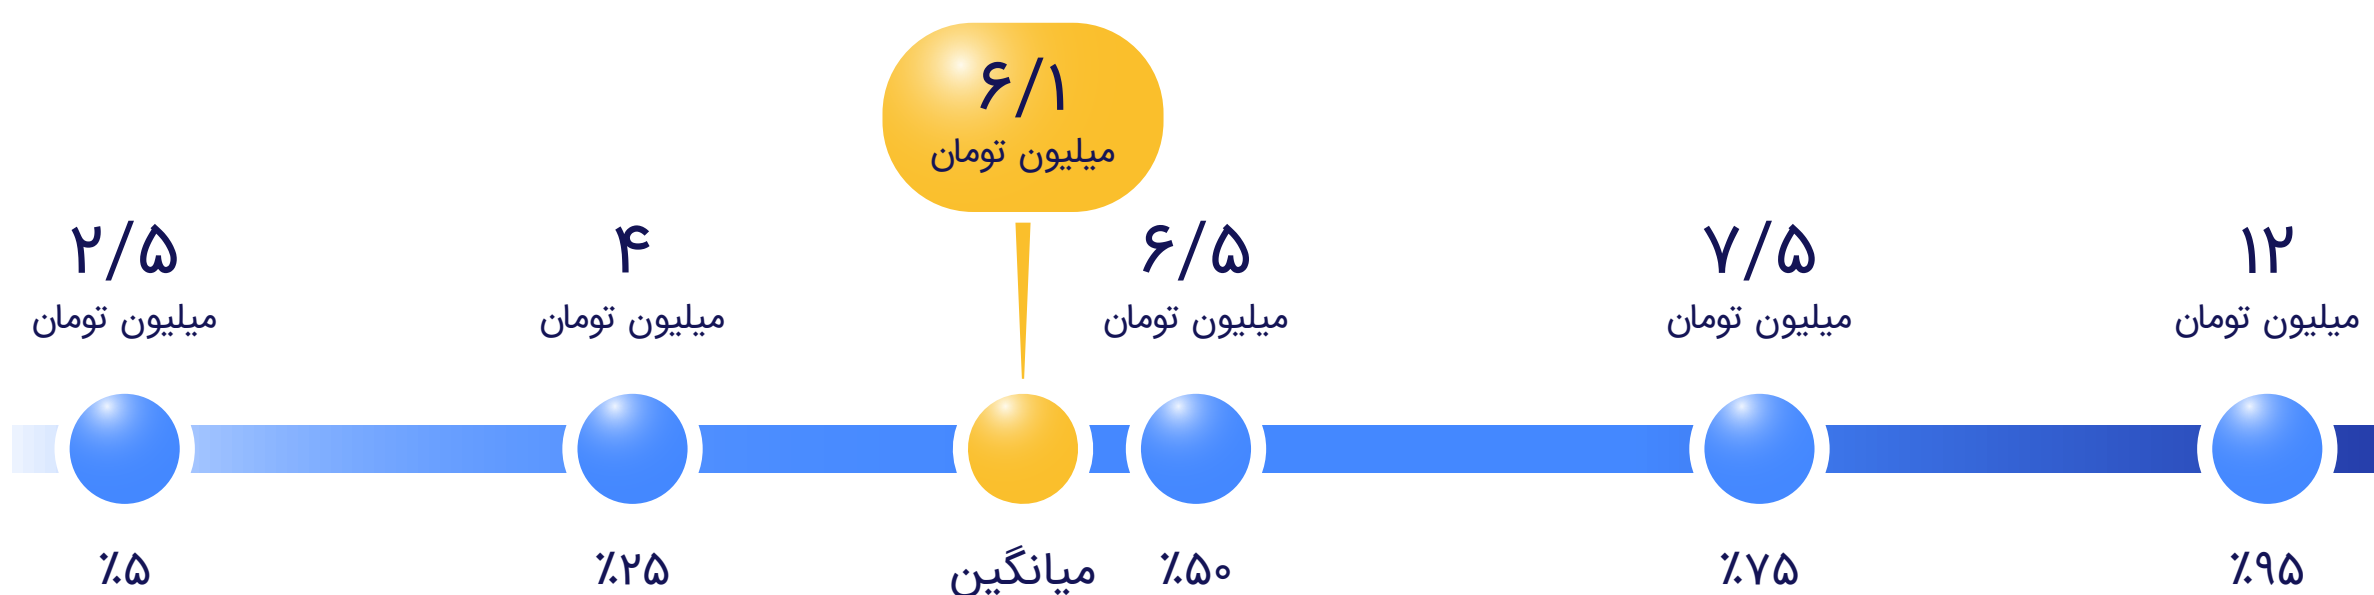 ۶/۱
میلیون تومان
۲/۵
میلیون تومان
۴
میلیون تومان
۶/۵
میلیون تومان
۷/۵
میلیون تومان
۱۲
میلیون تومان
٪۵
٪۲۵
میانگین
٪۵۰
٪۷۵
٪۹۵